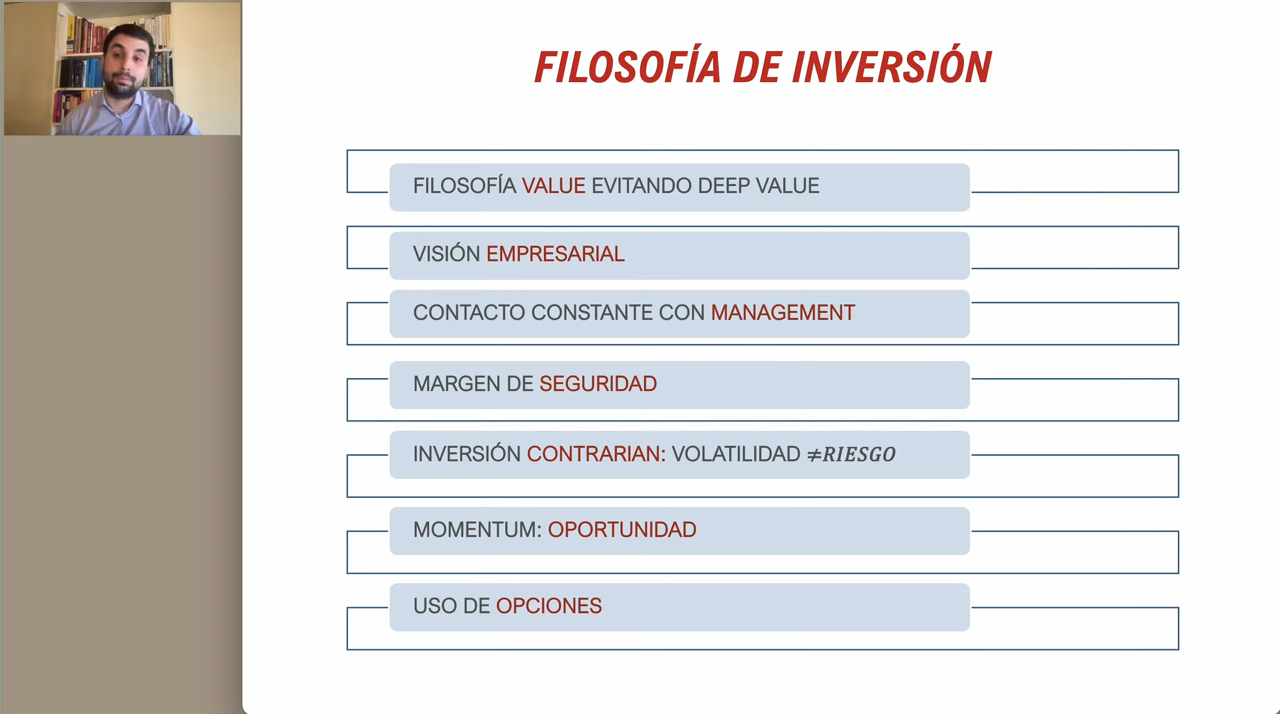 FILOSOFÍA DE INVERSIÓN
FILOSOFÍA VALUE EVITANDO DEEP VALUE
VISIÓN EMPRESARIAL
CONTACTO CONSTANTE CON MANAGEMENT
MARGEN DE SEGURIDAD
INVERSIÓN CONTRARIAN: VOLATILIDAD ≠RIESGO
MOMENTUM: OPORTUNIDAD
USO DE OPCIONES